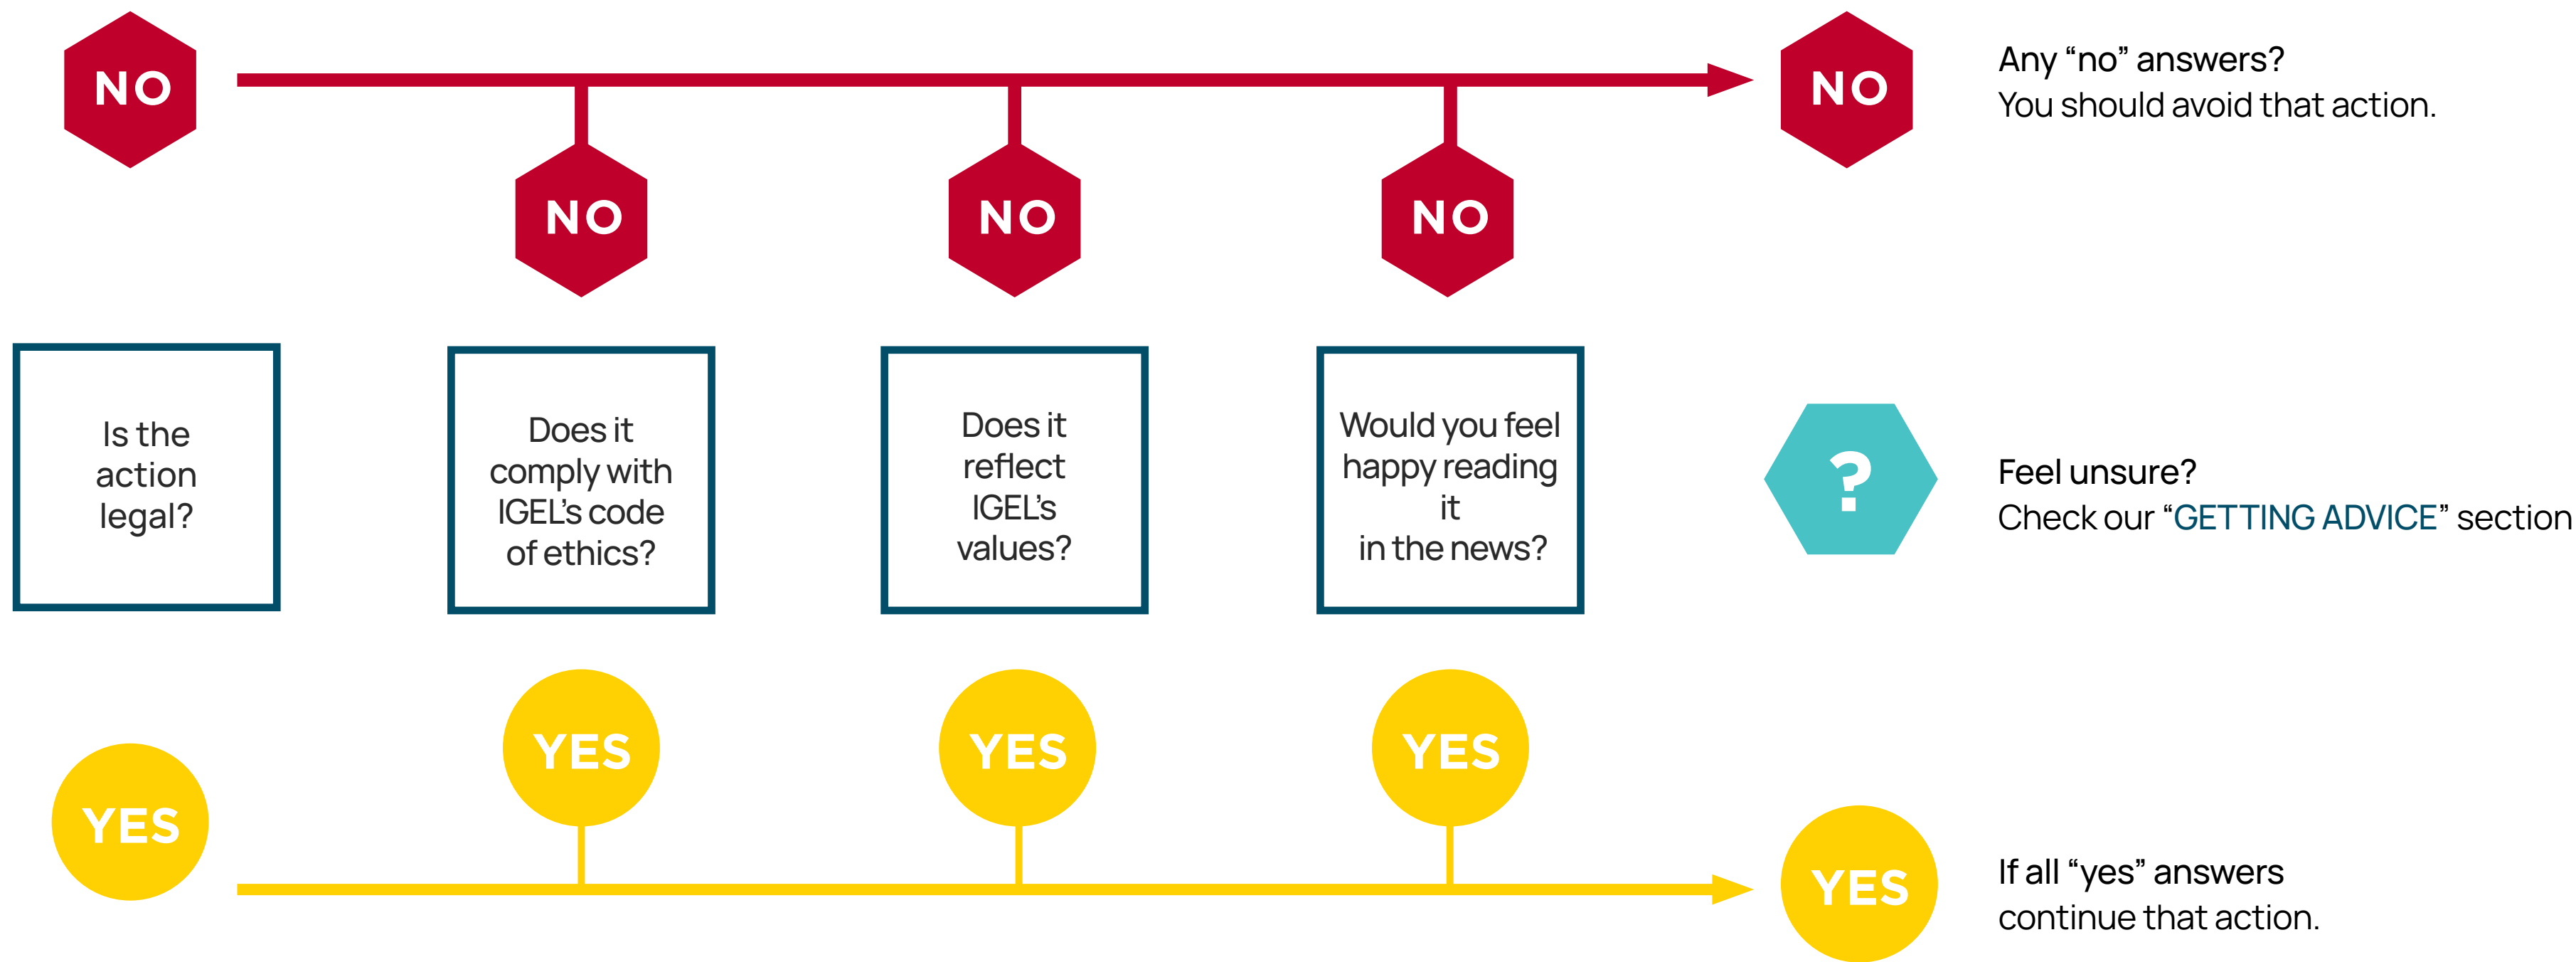 NO
NO
Any “no” answers?
You should avoid that action.
NO
NO
NO
Is the
action
legal?
Does it
comply with
IGEL’s code
of ethics?
Does it
reflect
IGEL’s
values?
Would you feel
happy reading
it
in the news?
?
Feel unsure?
Check our “GETTING ADVICE” section
YES
YES
YES
YES
YES
If all “yes” answers
continue that action.